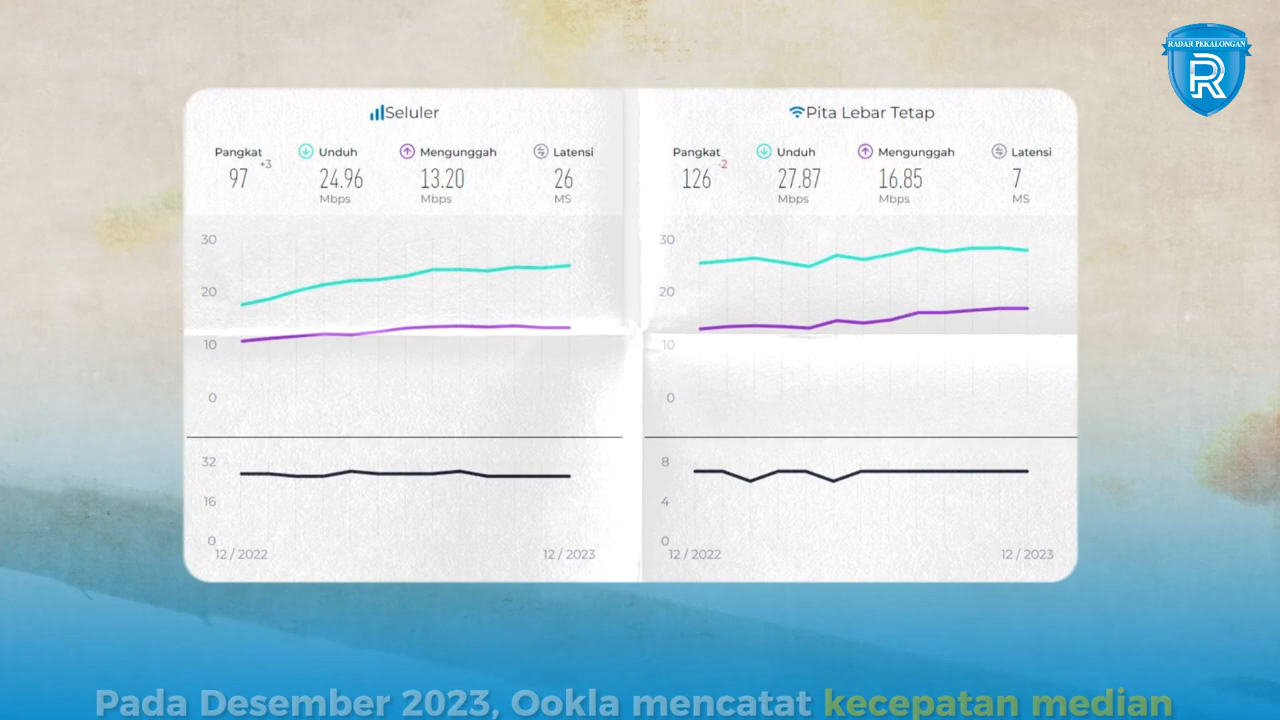 RADAR PEKALONGAN
Seluler
Pangkat Unduh Mengunggah Latensi
97 +3 24.96 13.20 26
Mbps Mbps MS
30
20
10
0
32
16
0
12 / 2022 12 / 2023
Pita Lebar Tetap
Pangkat Unduh Mengunggah Latensi
126 -2 27.87 16.85 7
Mbps Mbps MS
30
20
10
0
8
4
0
12 / 2022 12 / 2023
Pada Desember 2023, Ookla mencatat kecepatan median